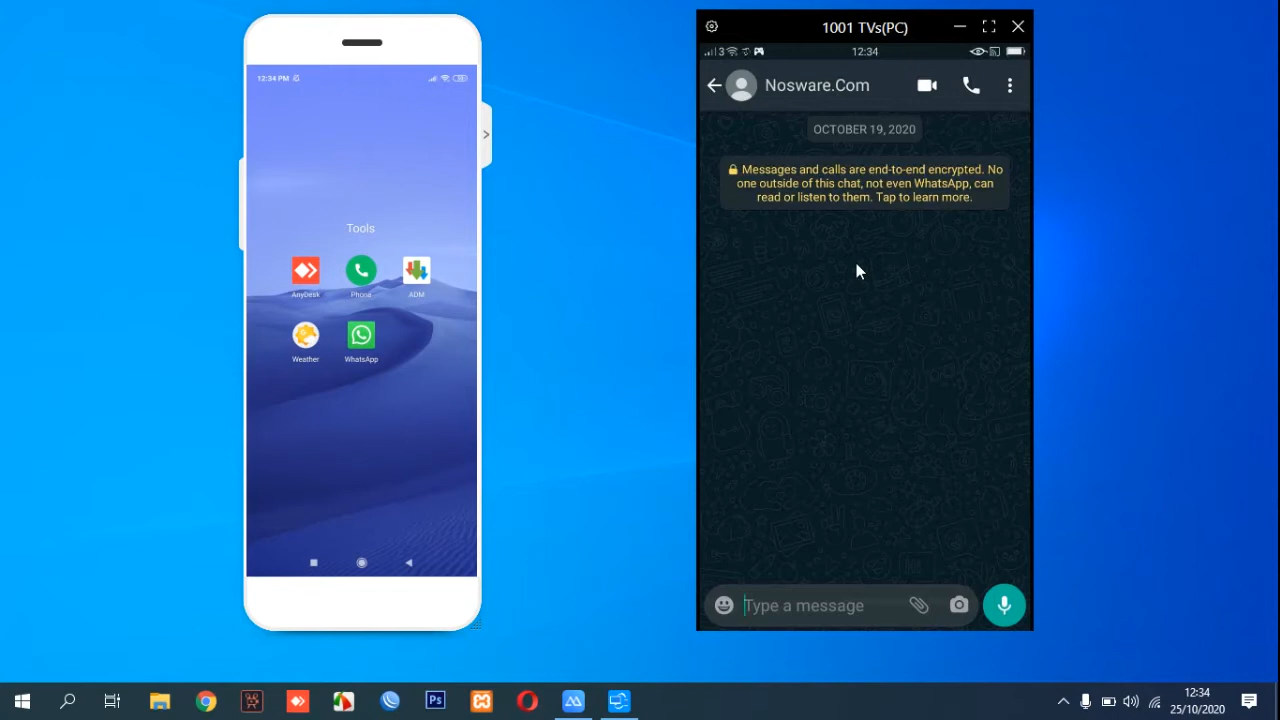 12:34 PM
Tools
AnyDesk
Phone
ADM
Weather
WhatsApp
1001 TVs(PC)
3
12:34
Nosware.Com
OCTOBER 19, 2020
Messages and calls are end-to-end encrypted. No
one outside of this chat, not even WhatsApp, can
read or listen to them. Tap to learn more.
Type a message
Ps
12:34
25/10/2020